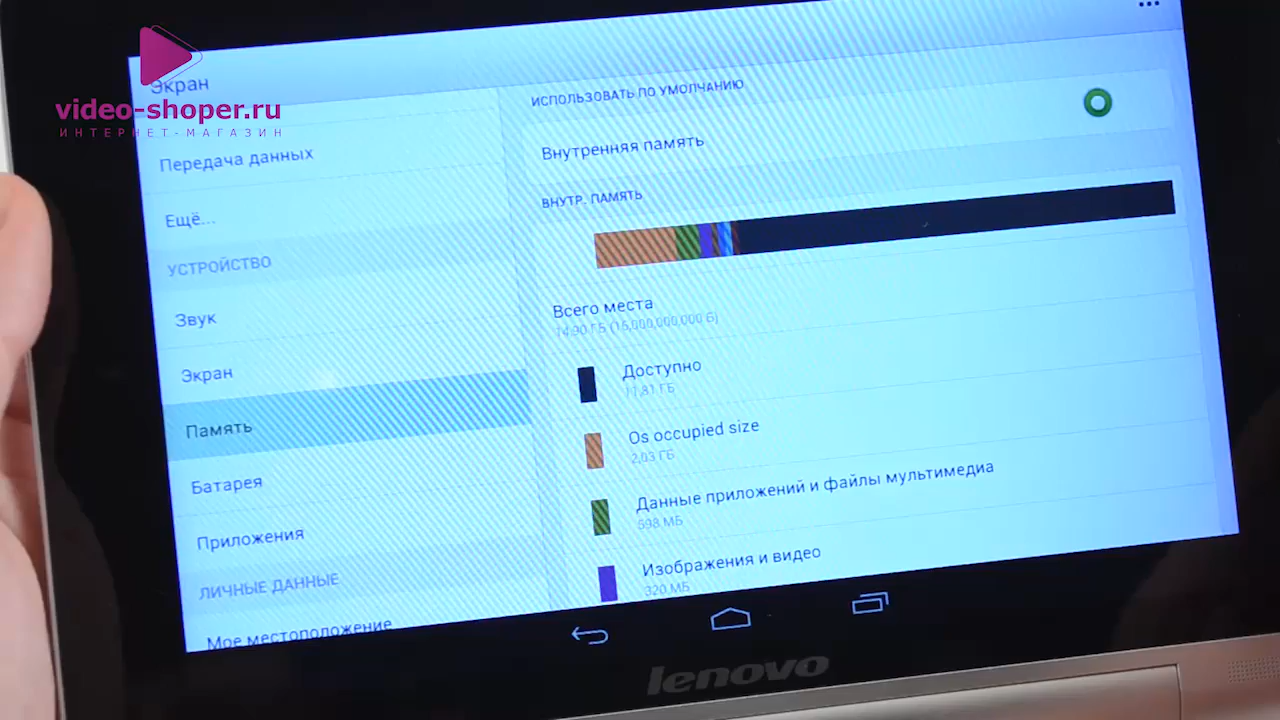 video-shoper.ru
ИНТЕРНЕТ-МАГАЗИН
Экран
Передача данных
Ещё...
УСТРОЙСТВО
Звук
Экран
Память
Батарея
Приложения
ЛИЧНЫЕ ДАННЫЕ
Мое местоположение
ИСПОЛЬЗОВАТЬ ПО УМОЛЧАНИЮ
Внутренняя память
ВНУТР. ПАМЯТЬ
Всего места
14,90 ГБ (16,000,000,000 Б)
Доступно
11,81 ГБ
Os occupied size
2,03 ГБ
Данные приложений и файлы мультимедиа
598 МБ
Изображения и видео
320 МБ
lenovo